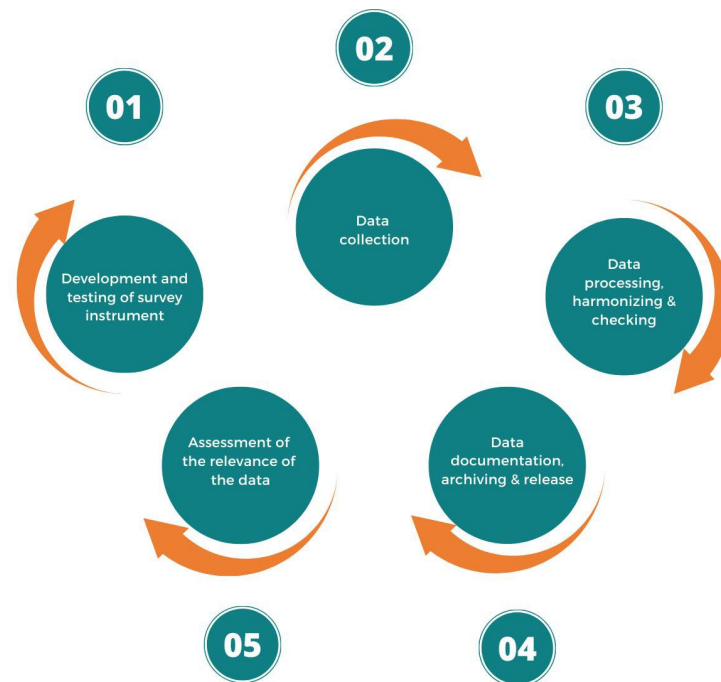 01
Development and
testing of survey
instrument
02
Data
collection
03
Data
processing,
harmonizing &
checking
04
Data
documentation,
archiving & release
05
Assessment of
the relevance of
the data